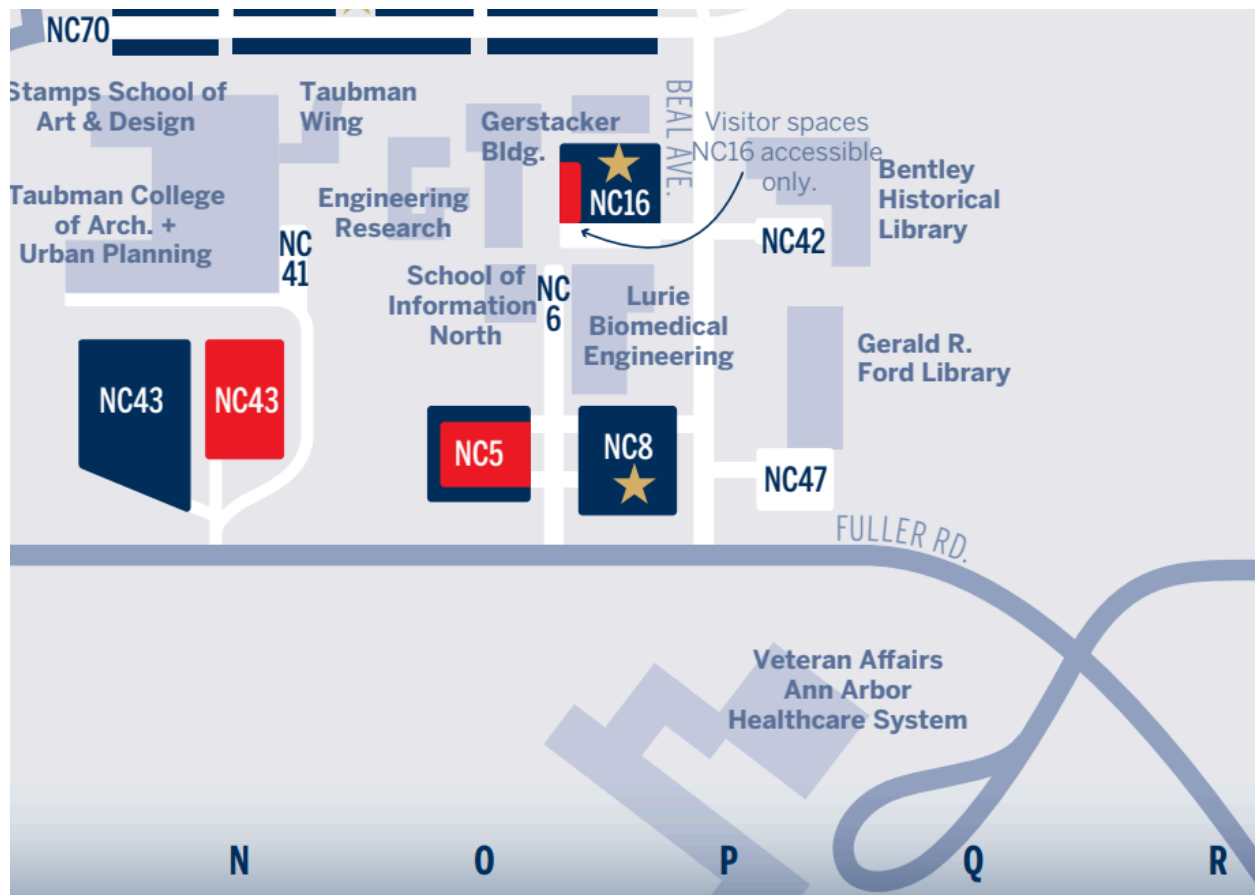 NC70
Stamps School of
Art & Design
Taubman
Wing
Gerstacker
Bldg.
BEAL AVE.
Visitor spaces
NC16 accessible
only.
NC16
Bentley
Historical
Library
Taubman College
of Arch. +
Urban Planning
Engineering
Research
NC
41
NC42
School of
Information
North
NC
6
Lurie
Biomedical
Engineering
Gerald R.
Ford Library
NC43
NC43
NC5
NC8
NC47
FULLER RD.
Veteran Affairs
Ann Arbor
Healthcare System
N
O
P
Q
R